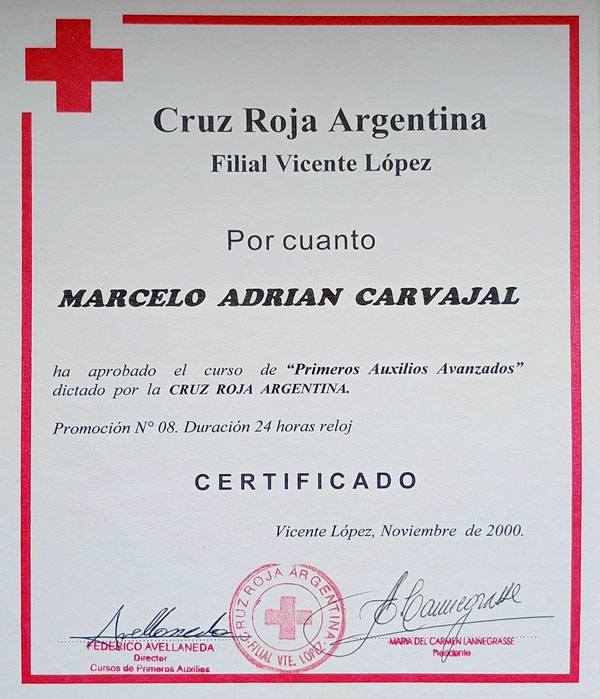 Cruz Roja Argentina
Filial Vicente López
Por cuanto
MARCELO ADRIAN CARVAJAL
ha aprobado el curso de “Primeros Auxilios Avanzados”
dictado por la CRUZ ROJA ARGENTINA.
Promoción N° 08. Duración 24 horas reloj
CERTIFICADO
Vicente López, Noviembre de 2000.
CRUZ ROJA ARGENTINA
FILIAL VTE. LOPEZ
Avellaneda
FEDERICO AVELLANEDA
Director
Cursos de Primeros Auxilios
Lannegrasse
MARIA DEL CARMEN LANNEGRASSE
Presidente